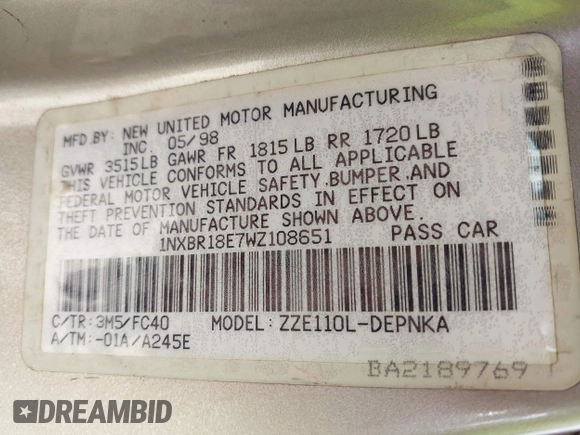 MFD.BY: NEW UNITED MOTOR MANUFACTURING
INC. 05/98
GVWR 3515LB GAWR FR 1815LB RR 1720LB
THIS VEHICLE CONFORMS TO ALL APPLICABLE
FEDERAL MOTOR VEHICLE SAFETY,BUMPER,AND
THEFT PREVENTION STANDARDS IN EFFECT ON
THE DATE OF MANUFACTURE SHOWN ABOVE.
1NXBR18E7WZ108651 PASS CAR
C/TR: 3M5/FC40 MODEL: ZZE110L-DEPNKA
A/TM: -01A/A245E
BA2189769
DREAMBID